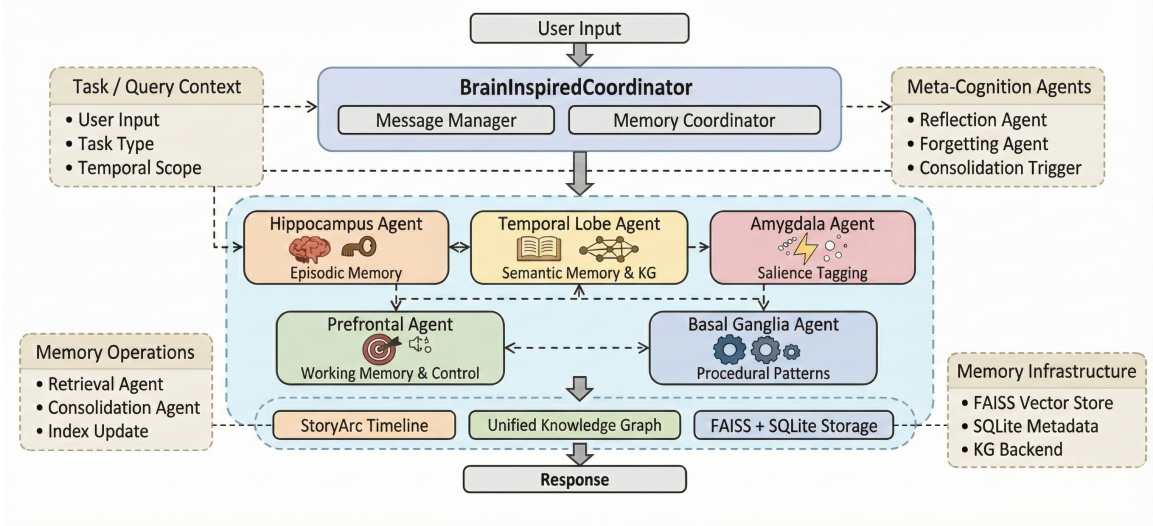 User Input
BrainInspiredCoordinator
Message Manager
Memory Coordinator
Task / Query Context
• User Input
• Task Type
• Temporal Scope
Meta-Cognition Agents
• Reflection Agent
• Forgetting Agent
• Consolidation Trigger
Hippocampus Agent
Episodic Memory
Temporal Lobe Agent
Semantic Memory & KG
Amygdala Agent
Salience Tagging
Prefrontal Agent
Working Memory & Control
Basal Ganglia Agent
Procedural Patterns
Memory Operations
• Retrieval Agent
• Consolidation Agent
• Index Update
Memory Infrastructure
• FAISS Vector Store
• SQLite Metadata
• KG Backend
StoryArc Timeline
Unified Knowledge Graph
FAISS + SQLite Storage
Response